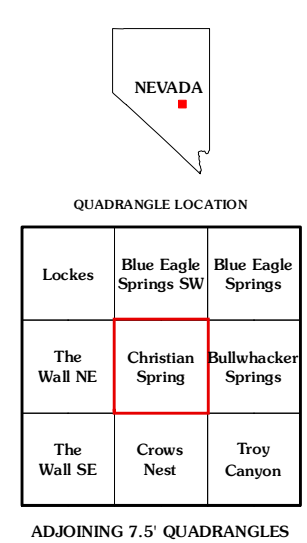 NEVADA
QUADRANGLE LOCATION
Lockes
Blue Eagle
Springs SW
Blue Eagle
Springs
The
Wall NE
Christian
Spring
Bullwhacker
Springs
The
Wall SE
Crows
Nest
Troy
Canyon
ADJOINING 7.5' QUADRANGLES